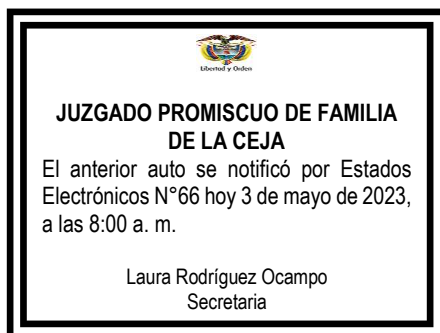 Libertad y Orden
JUZGADO PROMISCUO DE FAMILIA
DE LA CEJA
El anterior auto se notificó por Estados
Electrónicos N°66 hoy 3 de mayo de 2023,
a las 8:00 a. m.
Laura Rodríguez Ocampo
Secretaria